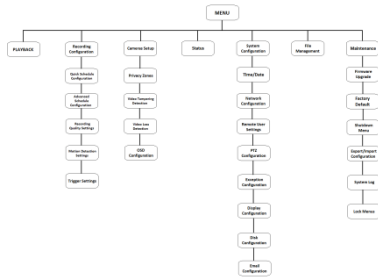 MENU
PLAYBACK
Recording
Configuration
Cameras Setup
Status
System
Configuration
File
Management
Maintenance
Quick Schedule
Configuration
Advanced
Schedule
Configuration
Recording
Quality Settings
Motion Detection
Settings
Trigger Settings
Privacy Zones
Video Tampering
Detection
Video Loss
Detection
OSD
Configuration
Time/Date
Network
Configuration
Remote User
Settings
PTZ
Configuration
Exception
Configuration
Display
Configuration
Disk
Configuration
Email
Configuration
Firmware
Upgrade
Factory
Default
Shutdown
Menu
Export/Import
Configuration
System Log
Lock Menus